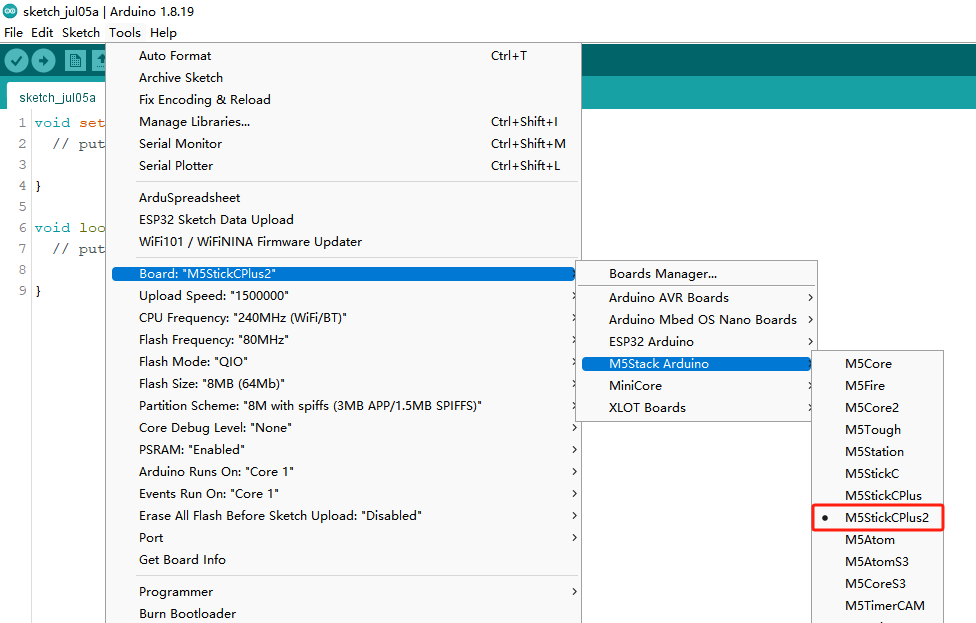 sketch_jul05a | Arduino 1.8.19
File Edit Sketch Tools Help
sketch_jul05a
1 void set
2 // put
3
4 }
5
6 void loo
7 // put
8
9 }
Auto Format Ctrl+T
Archive Sketch
Fix Encoding & Reload
Manage Libraries... Ctrl+Shift+I
Serial Monitor Ctrl+Shift+M
Serial Plotter Ctrl+Shift+L
ArduSpreadsheet
ESP32 Sketch Data Upload
WiFi101 / WiFiNINA Firmware Updater
Board: "M5StickCPlus2"
Upload Speed: "1500000"
CPU Frequency: "240MHz (WiFi/BT)"
Flash Frequency: "80MHz"
Flash Mode: "QIO"
Flash Size: "8MB (64Mb)"
Partition Scheme: "8M with spiffs (3MB APP/1.5MB SPIFFS)"
Core Debug Level: "None"
PSRAM: "Enabled"
Arduino Runs On: "Core 1"
Events Run On: "Core 1"
Erase All Flash Before Sketch Upload: "Disabled"
Port
Get Board Info
Programmer
Burn Bootloader
Boards Manager...
Arduino AVR Boards
Arduino Mbed OS Nano Boards
ESP32 Arduino
M5Stack Arduino
MiniCore
XLOT Boards
M5Core
M5Fire
M5Core2
M5Tough
M5Station
M5StickC
M5StickCPlus
M5StickCPlus2
M5Atom
M5AtomS3
M5CoreS3
M5TimerCAM